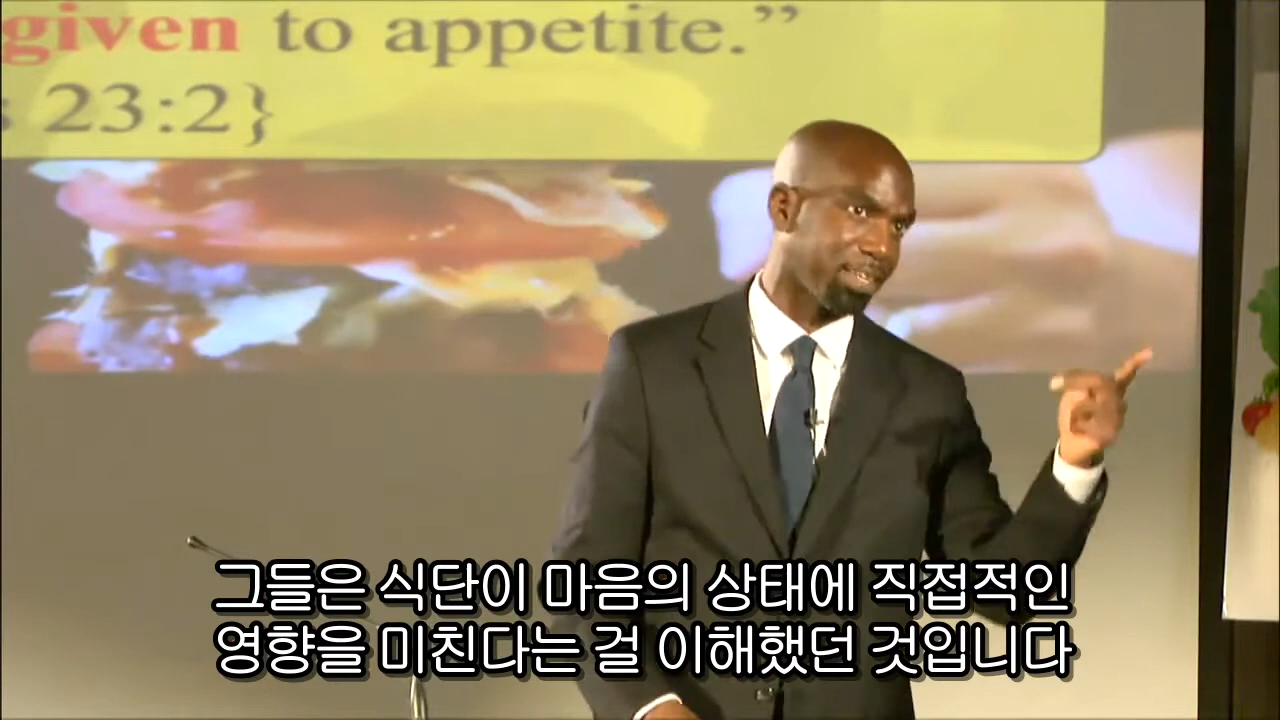 given to appetite.”
s 23:2}
그들은 식단이 마음의 상태에 직접적인
영향을 미친다는 걸 이해했던 것입니다